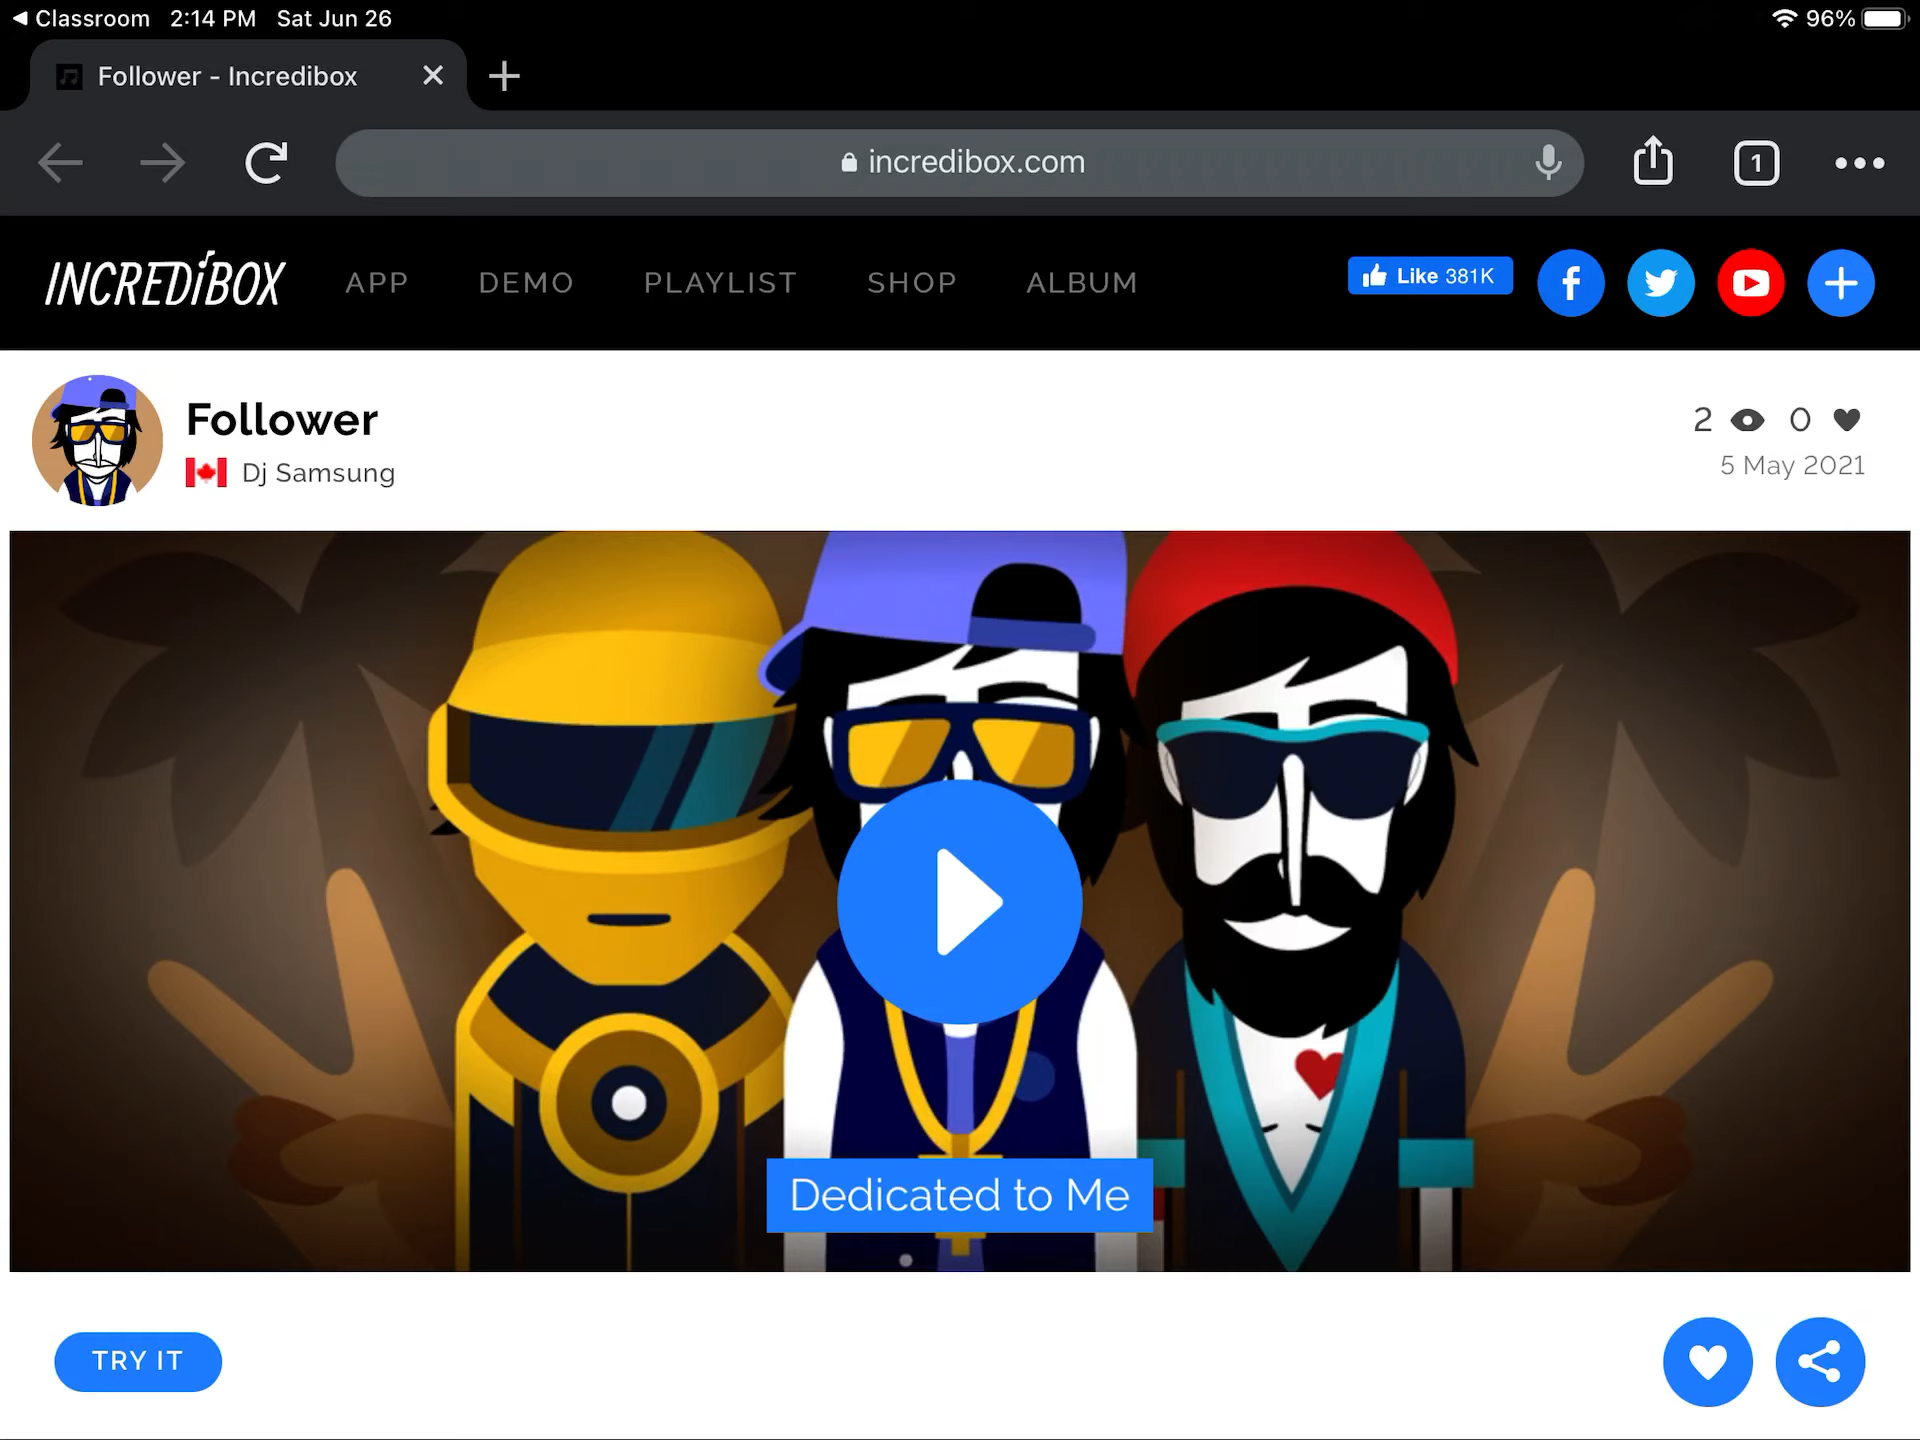 Classroom 2:14 PM Sat Jun 26 96%
Follower - Incredibox
incredibox.com 1
INCREDIBOX APP DEMO PLAYLIST SHOP ALBUM Like 381K
Follower 2 0
Dj Samsung 5 May 2021
Dedicated to Me
TRY IT